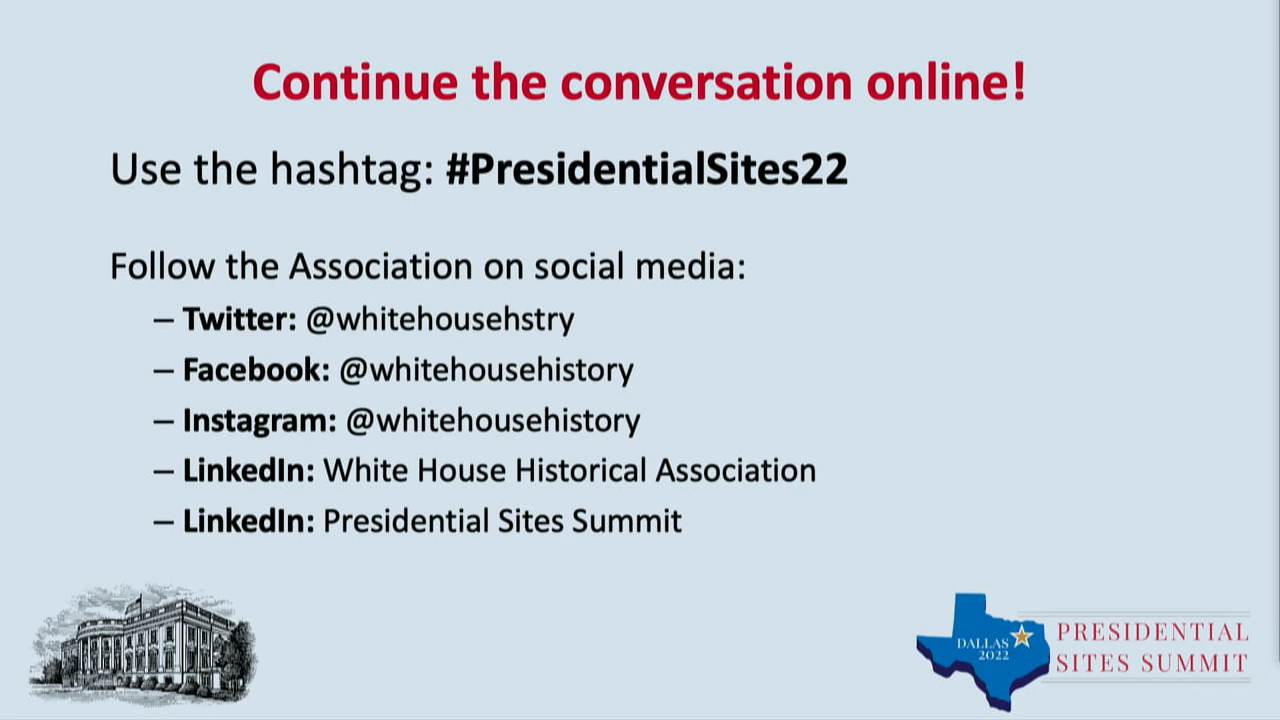 Continue the conversation online!
Use the hashtag: #PresidentialSites22
Follow the Association on social media:
– Twitter: @whitehousehstry
– Facebook: @whitehousehistory
– Instagram: @whitehousehistory
– LinkedIn: White House Historical Association
– LinkedIn: Presidential Sites Summit
DALLAS
2022
PRESIDENTIAL
SITES SUMMIT